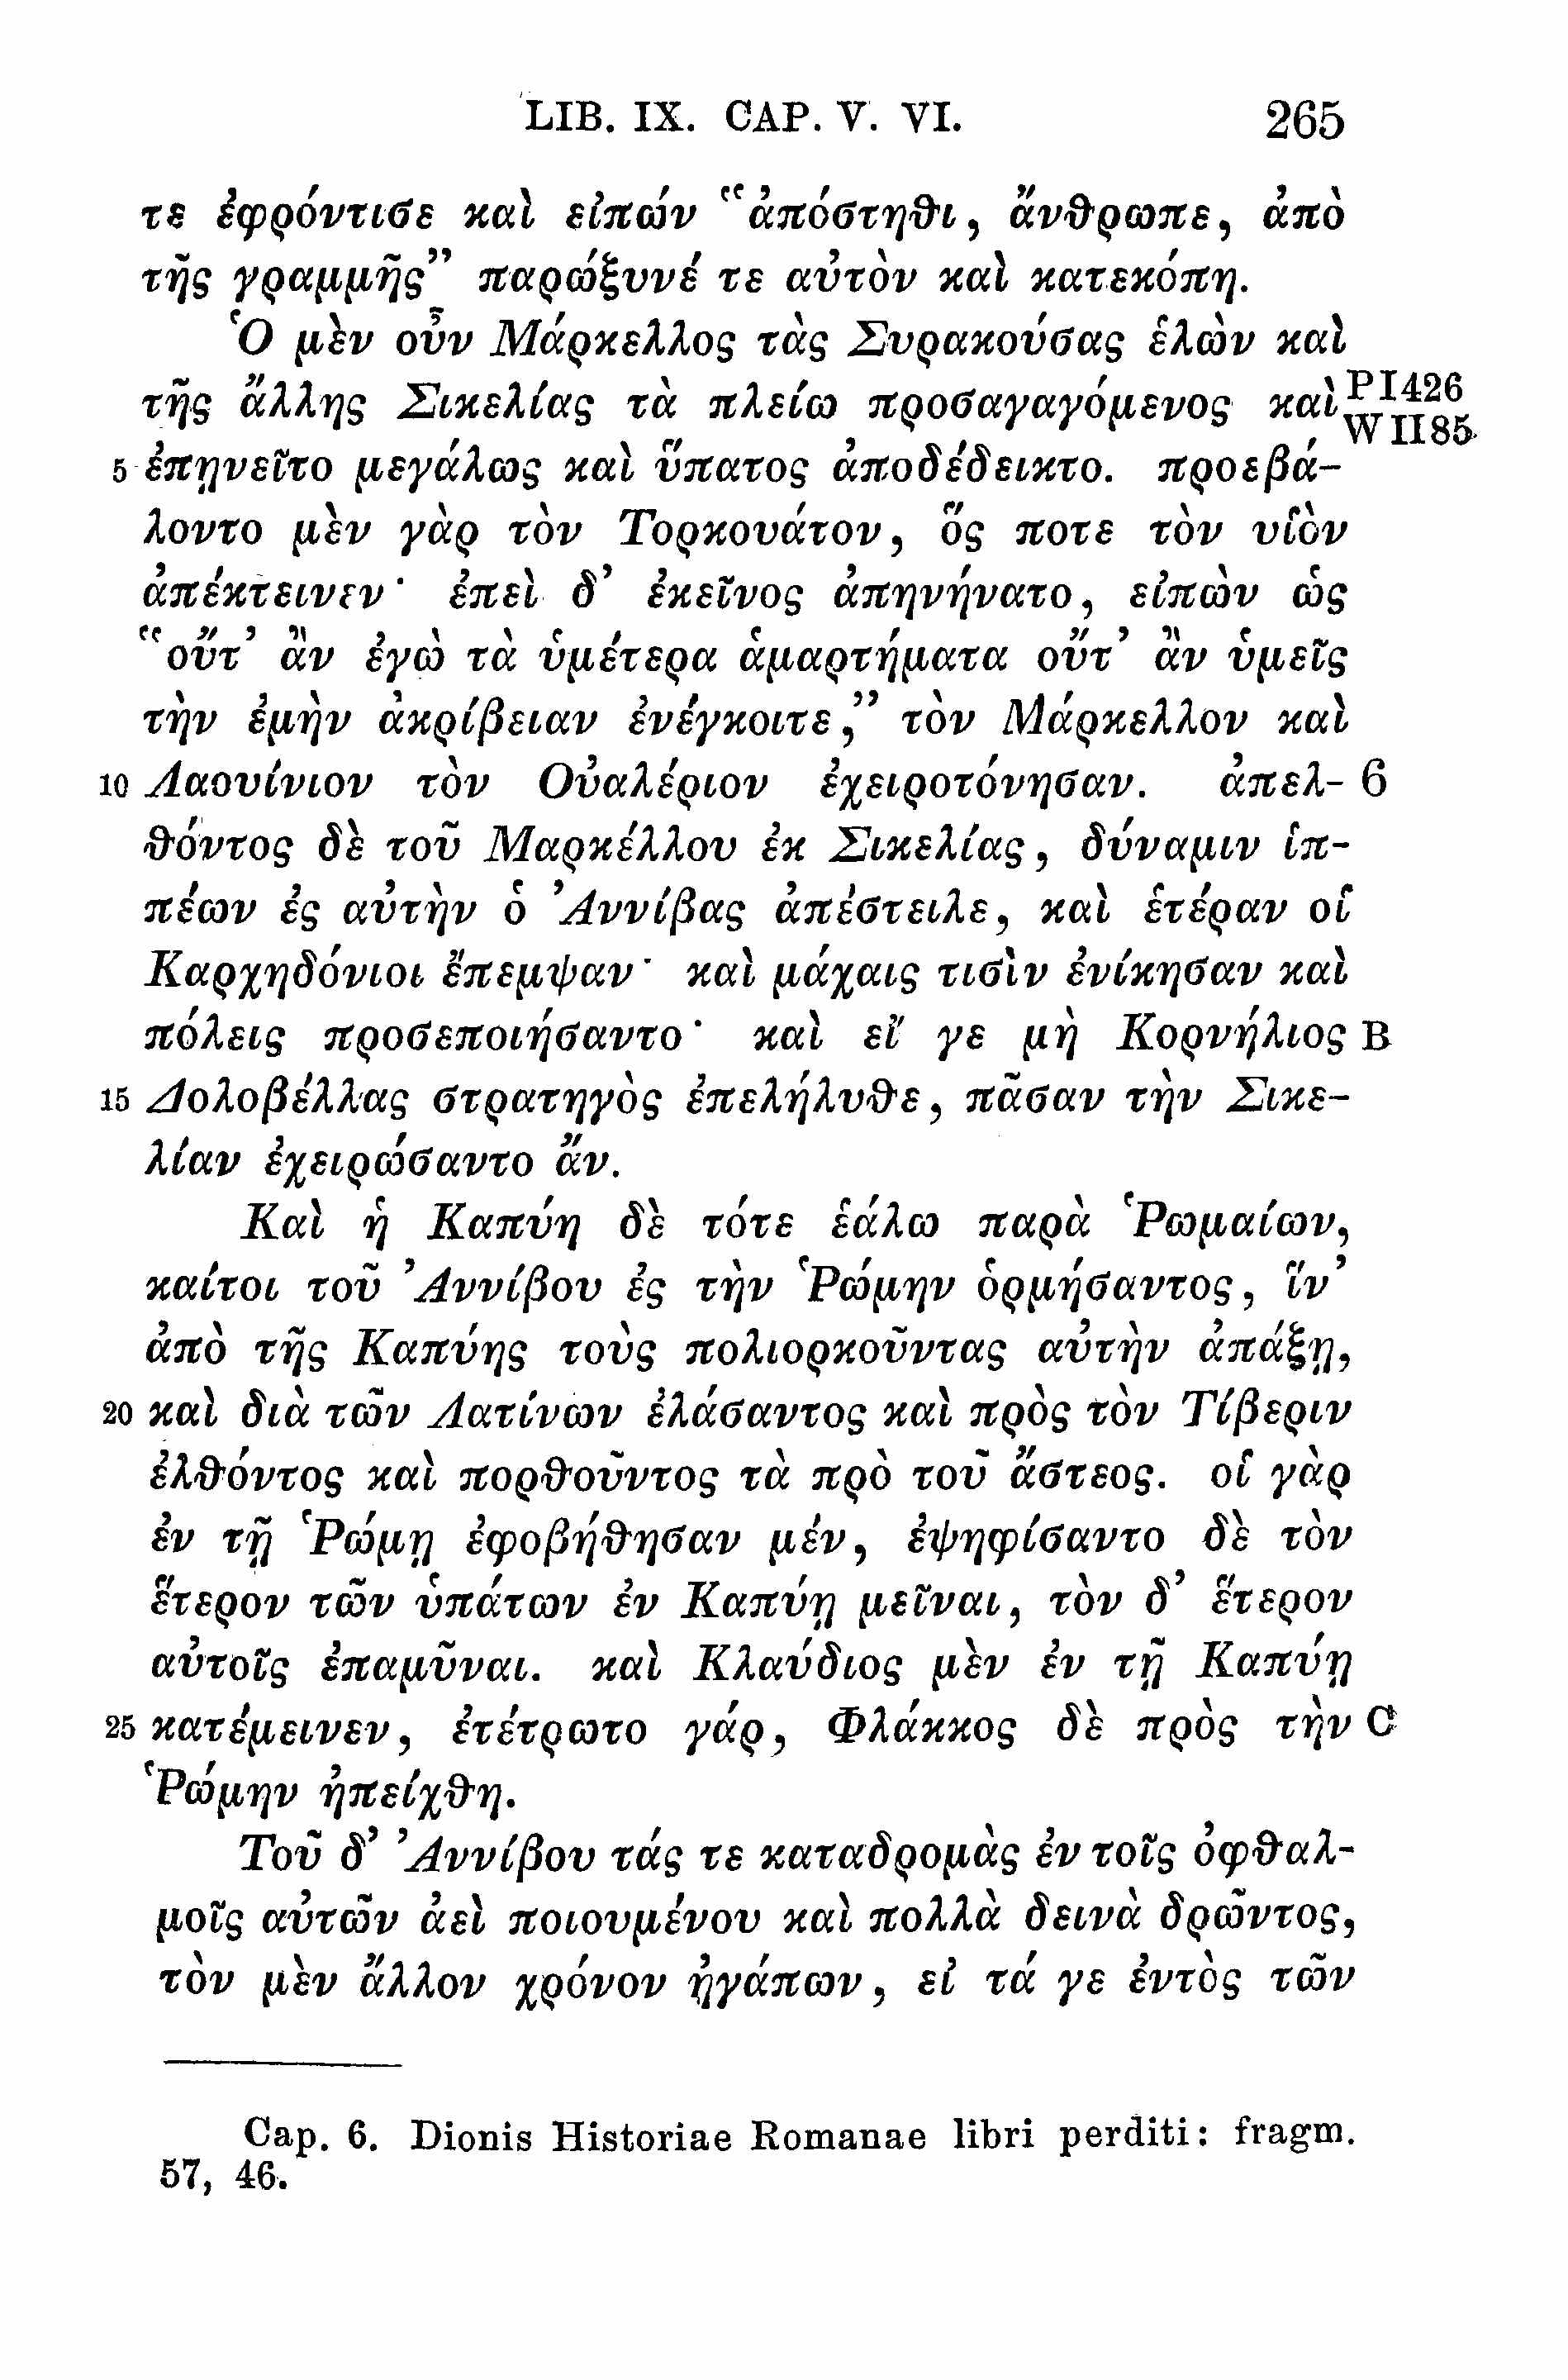 LIB. IX. CAP. V. VI. 265
τε ἐφρόντισε καὶ εἰπών "ἀπόστηθι, ἄνθρωπε, ἀπὸ
τῆς γραμμῆς" παρώξυνέ τε αὐτὸν καὶ κατεκόπη.
Ὁ μὲν οὖν Μάρκελλος τὰς Συρακούσας ἑλὼν καὶ
τῆς ἄλλης Σικελίας τὰ πλείω προσαγαγόμενος καὶ P I 426
W II 85
5 ἐπῃνεῖτο μεγάλως καὶ ὕπατος ἀποδέδεικτο. προεβά-
λοντο μὲν γὰρ τὸν Τορκουάτον, ὅς ποτε τὸν υἱὸν
ἀπέκτεινεν· ἐπεὶ δ' ἐκεῖνος ἀπηνήνατο, εἰπὼν ὡς
"οὔτ' ἂν ἐγὼ τὰ ὑμέτερα ἁμαρτήματα οὔτ' ἂν ὑμεῖς
τὴν ἐμὴν ἀκρίβειαν ἐνέγκοιτε," τὸν Μάρκελλον καὶ
10 Λαουίνιον τὸν Οὐαλέριον ἐχειροτόνησαν. ἀπελ- 6
θόντος δὲ τοῦ Μαρκέλλου ἐκ Σικελίας, δύναμιν ἱπ-
πέων ἐς αὐτὴν ὁ Ἀννίβας ἀπέστειλε, καὶ ἑτέραν οἱ
Καρχηδόνιοι ἔπεμψαν· καὶ μάχαις τισὶν ἐνίκησαν καὶ
πόλεις προσεποιήσαντο· καὶ εἴ γε μὴ Κορνήλιος B
15 Δολοβέλλας στρατηγὸς ἐπελήλυθε, πᾶσαν τὴν Σικε-
λίαν ἐχειρώσαντο ἄν.
Καὶ ἡ Καπύη δὲ τότε ἑάλω παρὰ Ῥωμαίων,
καίτοι τοῦ Ἀννίβου ἐς τὴν Ῥώμην ὁρμήσαντος, ἵν'
ἀπὸ τῆς Καπύης τοὺς πολιορκοῦντας αὐτὴν ἀπάξῃ,
20 καὶ διὰ τῶν Λατίνων ἐλάσαντος καὶ πρὸς τὸν Τίβεριν
ἐλθόντος καὶ πορθοῦντος τὰ πρὸ τοῦ ἄστεος. οἱ γὰρ
ἐν τῇ Ῥώμῃ ἐφοβήθησαν μέν, ἐψηφίσαντο δὲ τὸν
ἕτερον τῶν ὑπάτων ἐν Καπύῃ μεῖναι, τὸν δ' ἕτερον
αὐτοῖς ἐπαμῦναι. καὶ Κλαύδιος μὲν ἐν τῇ Καπύῃ
25 κατέμεινεν, ἐτέτρωτο γάρ, Φλάκκος δὲ πρὸς τὴν C
Ῥώμην ἠπείχθη.
Τοῦ δ' Ἀννίβου τάς τε καταδρομὰς ἐν τοῖς ὀφθαλ-
μοῖς αὐτῶν ἀεὶ ποιουμένου καὶ πολλὰ δεινὰ δρῶντος,
τὸν μὲν ἄλλον χρόνον ἠγάπων, εἰ τά γε ἐντὸς τῶν
Cap. 6. Dionis Historiae Romanae libri perditi: fragm.
57, 46.